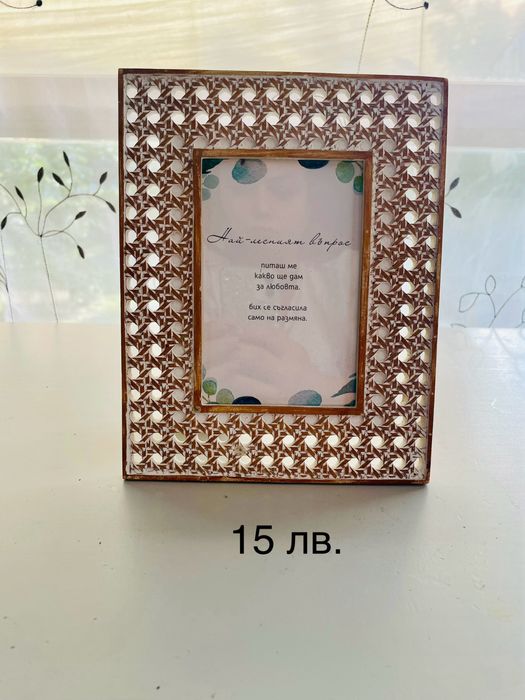 Най-лесният въпрос
питаш ме
какво ще дам
за любовта.
бих се съгласила
само на размяна.
15 лв.